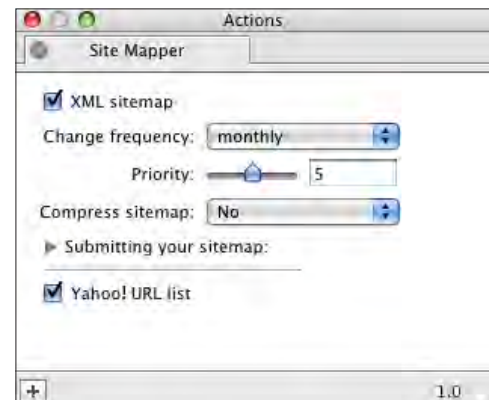 Actions
Site Mapper
XML sitemap
Change frequency: monthly
Priority: 5
Compress sitemap: No
Submitting your sitemap:
Yahoo! URL list
+ 1.0